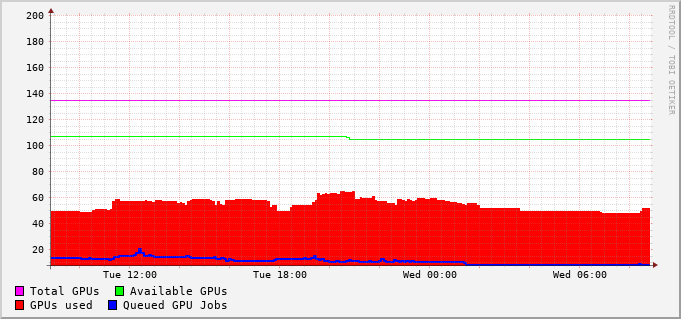 RRDTOOL / TOBI OETIKER
200
180
160
140
120
100
80
60
40
20
Tue 12:00 Tue 18:00 Wed 00:00 Wed 06:00
Total GPUs Available GPUs
GPUs used Queued GPU Jobs